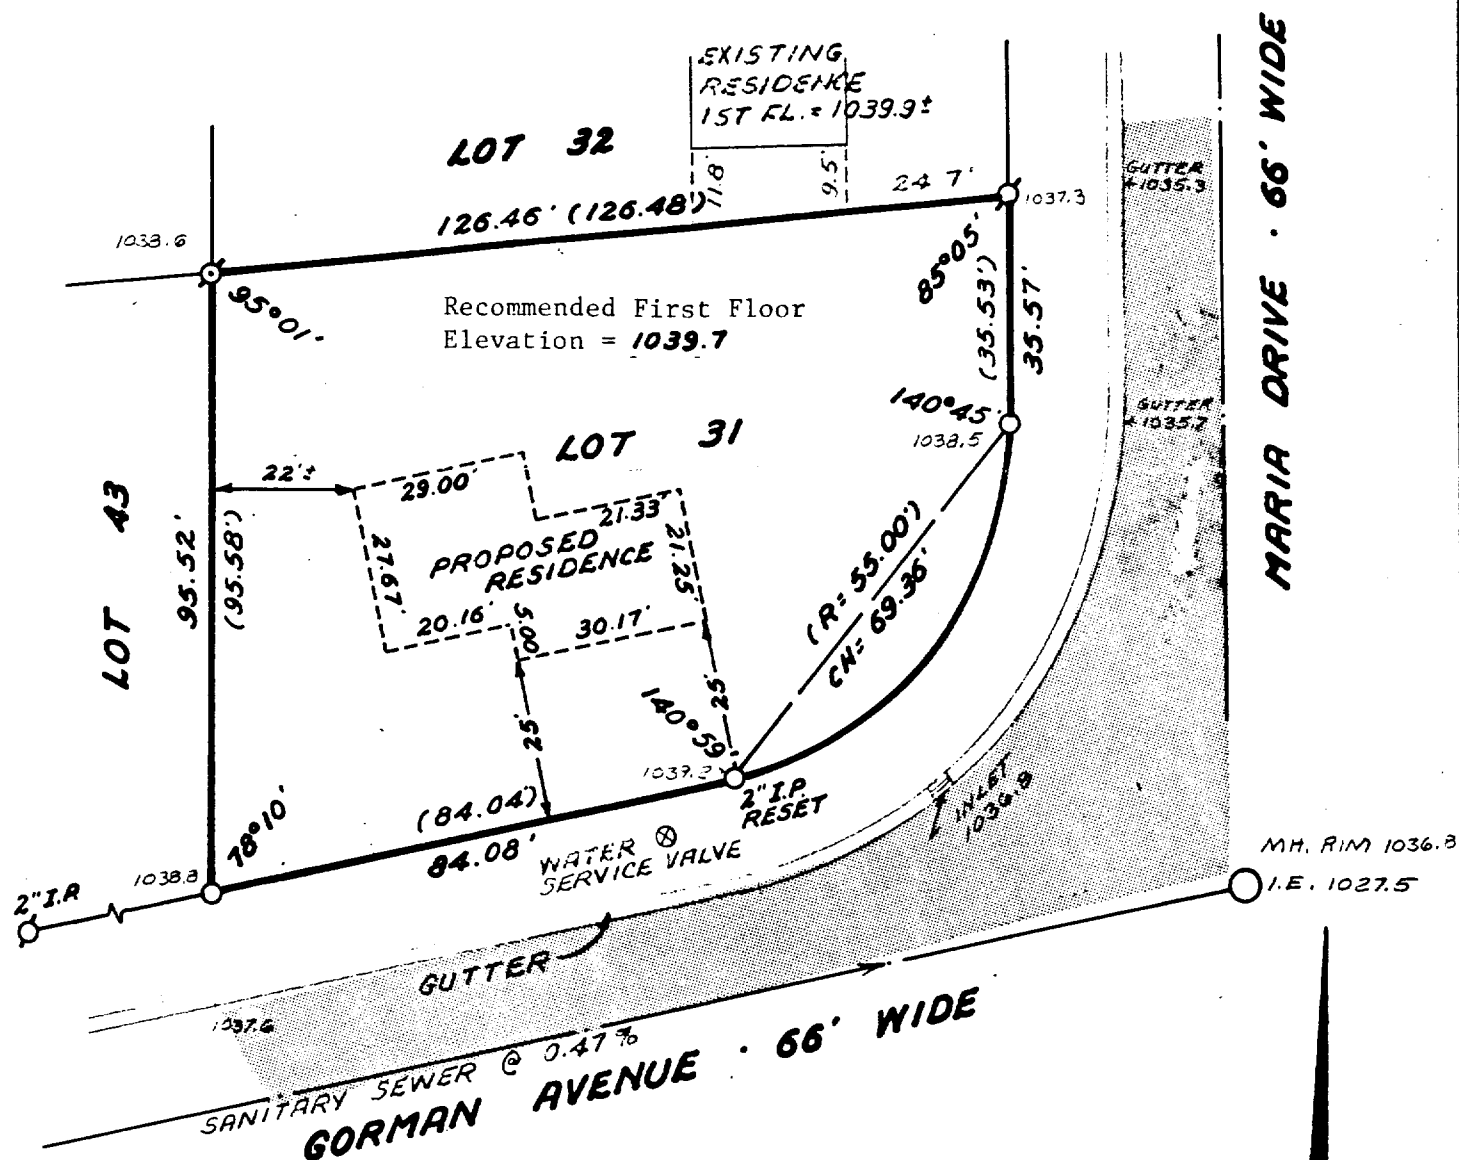 EXISTING
RESIDENCE
1ST FL. = 1039.9±
LOT 32
11.8'
9.5'
24.7'
126.46' (126.48')
1037.3
1038.6
95°01'
85°05'
(35.53')
35.57'
Recommended First Floor
Elevation = 1039.7
GUTTER
1035.3
GUTTER
1035.7
MARIA DRIVE · 66' WIDE
140°45'
1038.5
LOT 31
LOT 43
95.52'
(95.58')
22'±
29.00'
21.33'
27.67'
PROPOSED
RESIDENCE
21.25'
20.16'
5.00'
30.17'
25'
25'
(R=55.00')
CH=69.36'
140°59'
2" I.P.
RESET
(84.04')
84.08'
78°10'
1038.8
2" I.P.
WATER
SERVICE VALVE
INLET
1036.8
MH. RIM 1036.8
I.E. 1027.5
GUTTER
1037.6
SANITARY SEWER @ 0.47%
GORMAN AVENUE · 66' WIDE